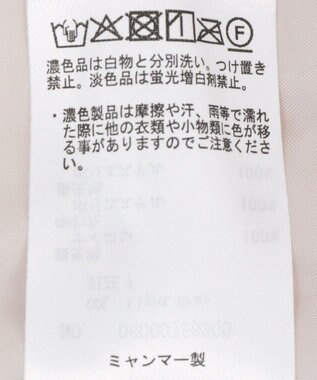 F
濃色品は白物と分別洗い。つけ置き
禁止。淡色品は蛍光増白剤禁止。
・濃色製品は摩擦や汗、雨等で濡れ
た際に他の衣類や小物類に色が移
る事がありますのでご注意くださ
い。
ミャンマー製